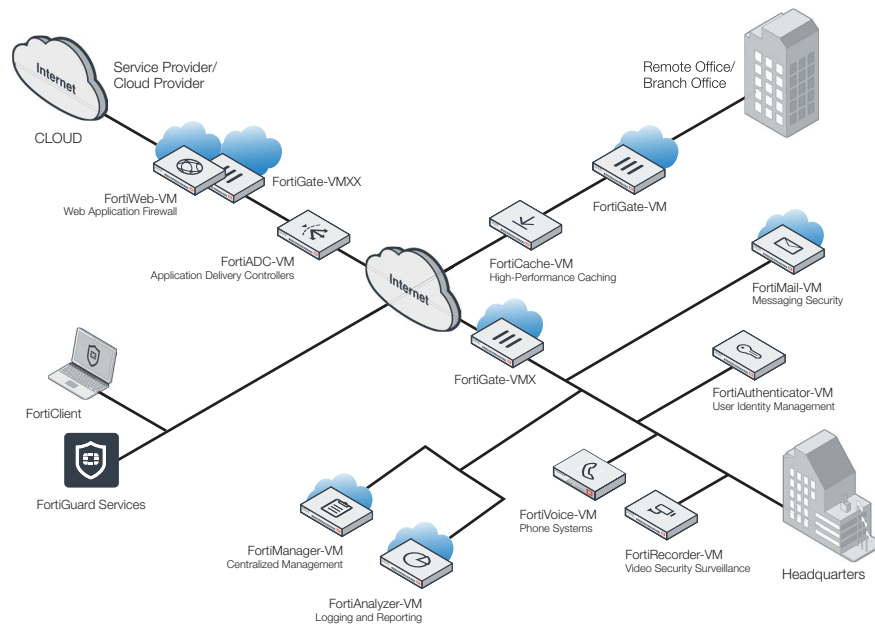 Internet
Service Provider/
Cloud Provider
CLOUD
Remote Office/
Branch Office
FortiGate-VMXX
FortiWeb-VM
Web Application Firewall
FortiGate-VM
FortiADC-VM
Application Delivery Controllers
FortiCache-VM
High-Performance Caching
Internet
FortiMail-VM
Messaging Security
FortiGate-VMX
FortiAuthenticator-VM
User Identity Management
FortiClient
FortiGuard Services
FortiVoice-VM
Phone Systems
FortiManager-VM
Centralized Management
FortiRecorder-VM
Video Security Surveillance
Headquarters
FortiAnalyzer-VM
Logging and Reporting